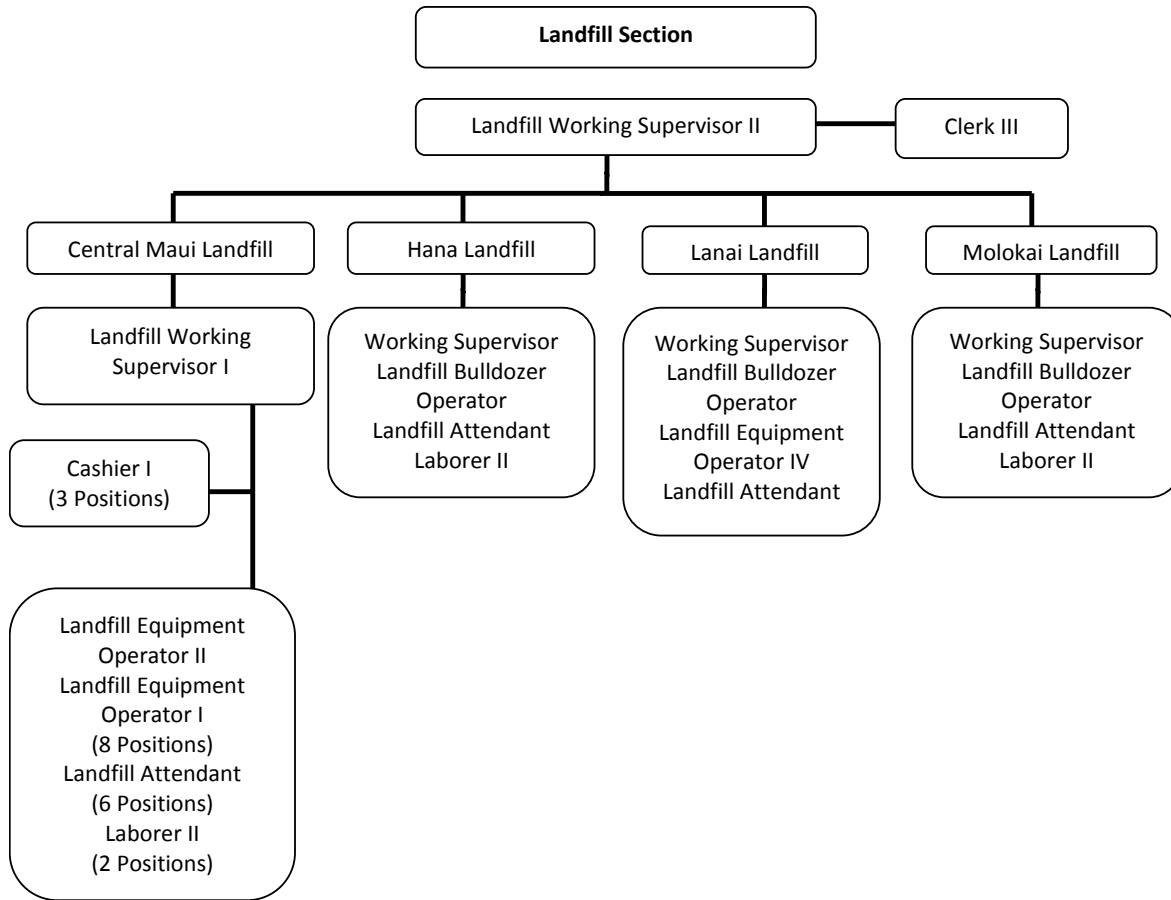 Landfill Section
Landfill Working Supervisor II
Clerk III
Central Maui Landfill
Hana Landfill
Lanai Landfill
Molokai Landfill
Landfill Working
Supervisor I
Cashier I
(3 Positions)
Landfill Equipment
Operator II
Landfill Equipment
Operator I
(8 Positions)
Landfill Attendant
(6 Positions)
Laborer II
(2 Positions)
Working Supervisor
Landfill Bulldozer
Operator
Landfill Attendant
Laborer II
Working Supervisor
Landfill Bulldozer
Operator
Landfill Equipment
Operator IV
Landfill Attendant
Working Supervisor
Landfill Bulldozer
Operator
Landfill Attendant
Laborer II